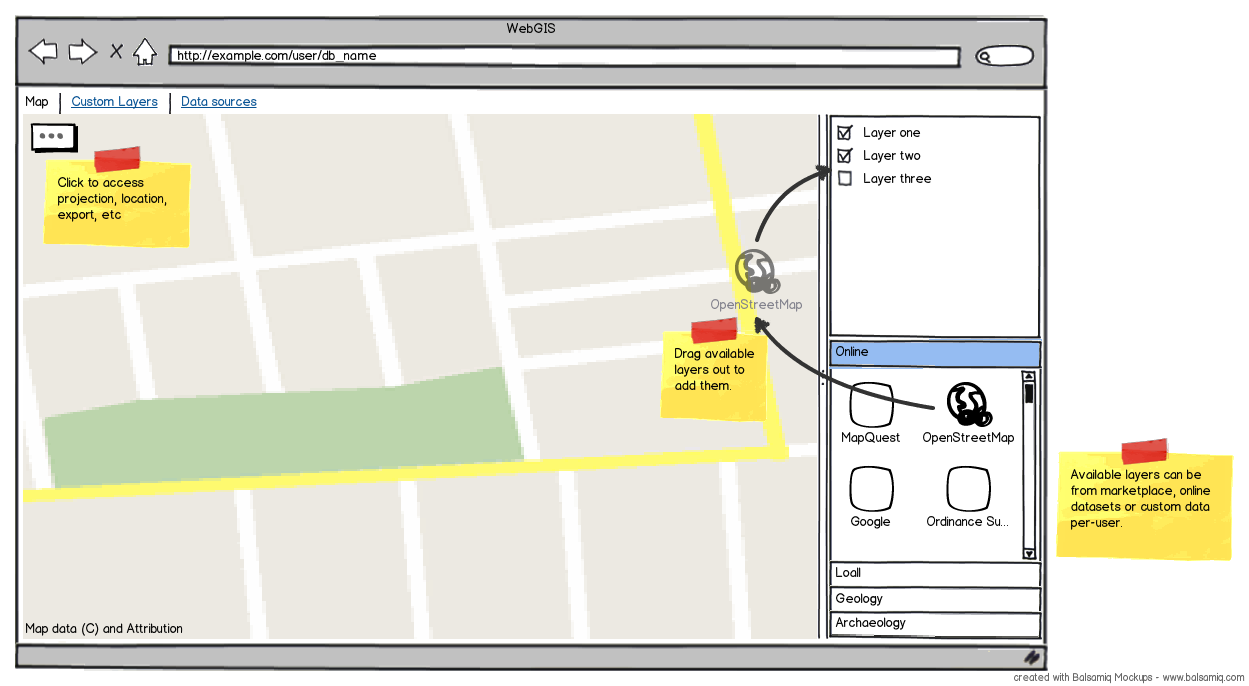 WebGIS
http://example.com/user/db_name
Map
Custom Layers
Data sources
Click to access
projection, location,
export, etc
OpenStreetMap
Drag available
layers out to
add them.
Map data (C) and Attribution
Layer one
Layer two
Layer three
Online
MapQuest
OpenStreetMap
Google
Ordinance Su...
Loall
Geology
Archaeology
Available layers can be
from marketplace, online
datasets or custom data
per-user.
created with Balsamiq Mockups - www.balsamiq.com